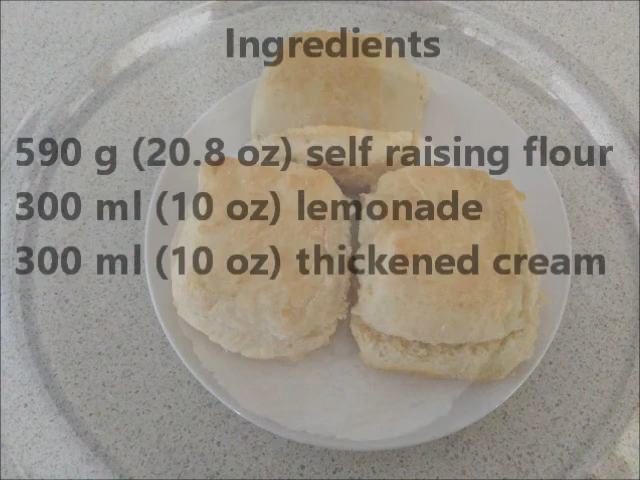 Ingredients
590 g (20.8 oz) self raising flour
300 ml (10 oz) lemonade
300 ml (10 oz) thickened cream